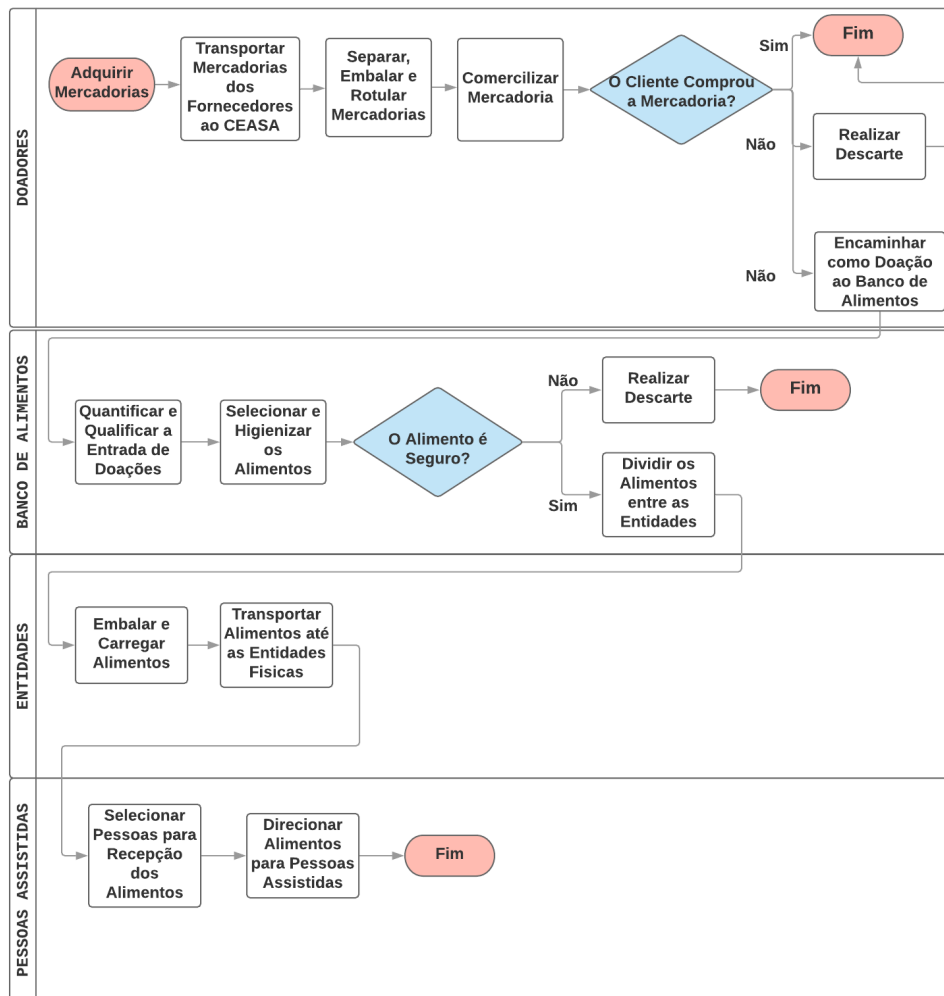 DOADORES
Adquirir
Mercadorias
Transportar
Mercadorias
dos
Fornecedores
ao CEASA
Separar,
Embalar e
Rotular
Mercadorias
Comercilizar
Mercadoria
O Cliente Comprou
a Mercadoria?
Sim
Fim
Não
Realizar
Descarte
Não
Encaminhar
como Doação
ao Banco de
Alimentos
BANCO DE ALIMENTOS
Quantificar e
Qualificar a
Entrada de
Doações
Selecionar e
Higienizar
os
Alimentos
O Alimento é
Seguro?
Não
Realizar
Descarte
Fim
Sim
Dividir os
Alimentos
entre as
Entidades
ENTIDADES
Embalar e
Carregar
Alimentos
Transportar
Alimentos até
as Entidades
Fisicas
PESSOAS ASSISTIDAS
Selecionar
Pessoas para
Recepção
dos
Alimentos
Direcionar
Alimentos
para Pessoas
Assistidas
Fim